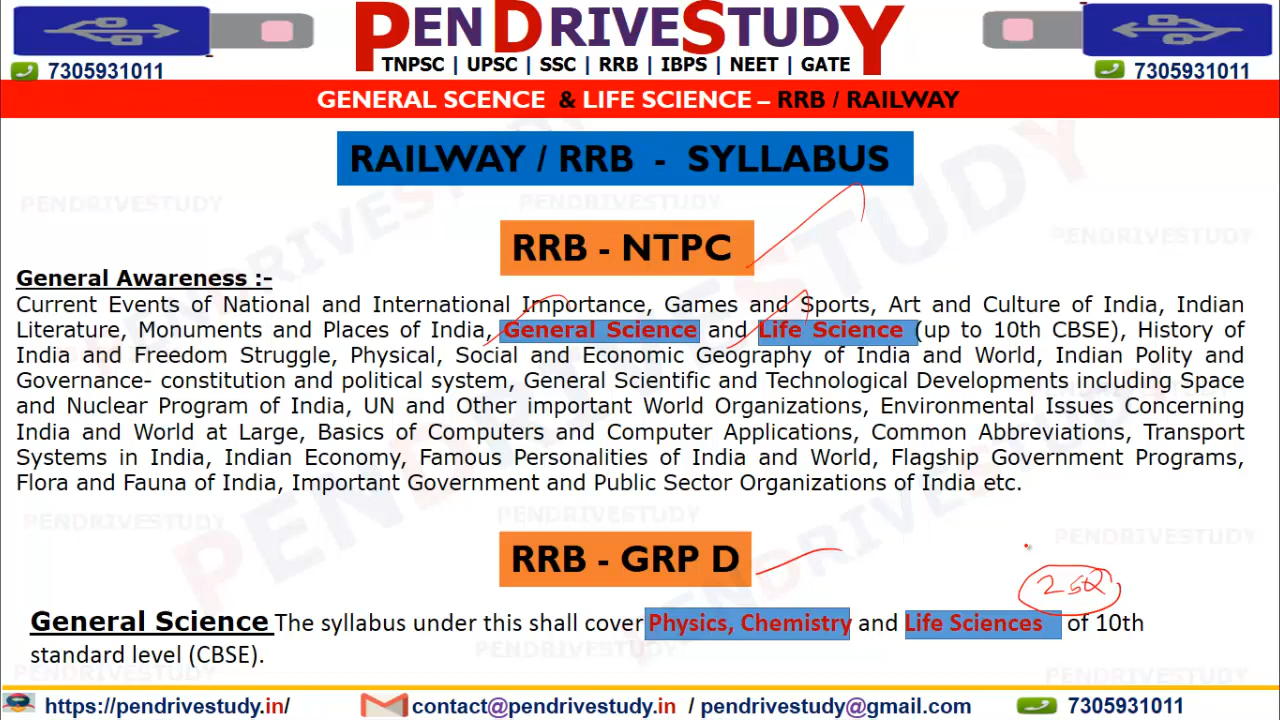 PENDRIVESTUDY
TNPSC | UPSC | SSC | RRB | IBPS | NEET | GATE
7305931011
7305931011
GENERAL SCENCE & LIFE SCIENCE – RRB / RAILWAY
RAILWAY / RRB - SYLLABUS
RRB - NTPC
General Awareness :-
Current Events of National and International Importance, Games and Sports, Art and Culture of India, Indian
Literature, Monuments and Places of India, General Science and Life Science (up to 10th CBSE), History of
India and Freedom Struggle, Physical, Social and Economic Geography of India and World, Indian Polity and
Governance- constitution and political system, General Scientific and Technological Developments including Space
and Nuclear Program of India, UN and Other important World Organizations, Environmental Issues Concerning
India and World at Large, Basics of Computers and Computer Applications, Common Abbreviations, Transport
Systems in India, Indian Economy, Famous Personalities of India and World, Flagship Government Programs,
Flora and Fauna of India, Important Government and Public Sector Organizations of India etc.
RRB - GRP D
25Q
General Science The syllabus under this shall cover Physics, Chemistry and Life Sciences of 10th
standard level (CBSE).
https://pendrivestudy.in/ contact@pendrivestudy.in / pendrivestudy@gmail.com 7305931011